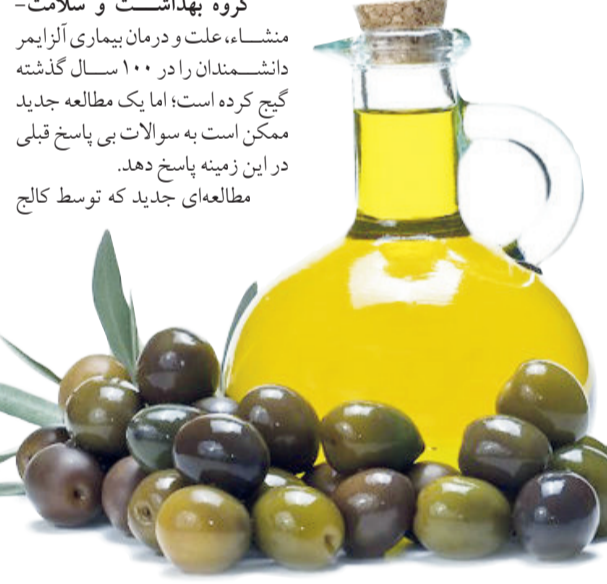 گروه بهداشت و سلامت-
منشاء، علت و درمان بیماری آلزایمر
دانشمندان را در ۱۰۰ سال گذشته
گیج کرده است؛ اما یک مطالعه جدید
ممکن است به سوالات بی پاسخ قبلی
در این زمینه پاسخ دهد.
مطالعه‌ای جدید که توسط کالج